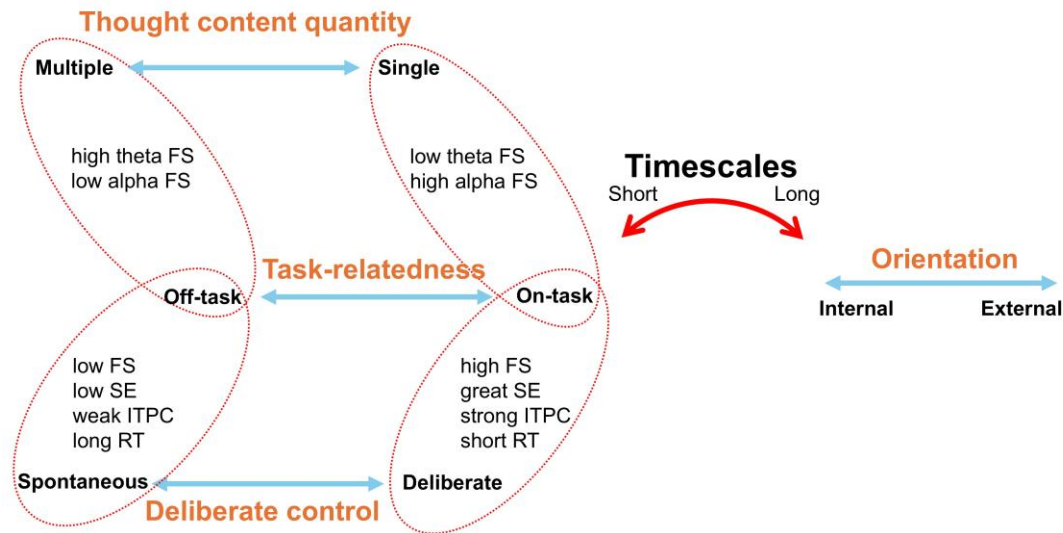 Thought content quantity
Multiple
Single
high theta FS
low alpha FS
low theta FS
high alpha FS
Timescales
Short
Long
Task-relatedness
Off-task
On-task
Orientation
Internal
External
low FS
low SE
weak ITPC
long RT
high FS
great SE
strong ITPC
short RT
Spontaneous
Deliberate
Deliberate control